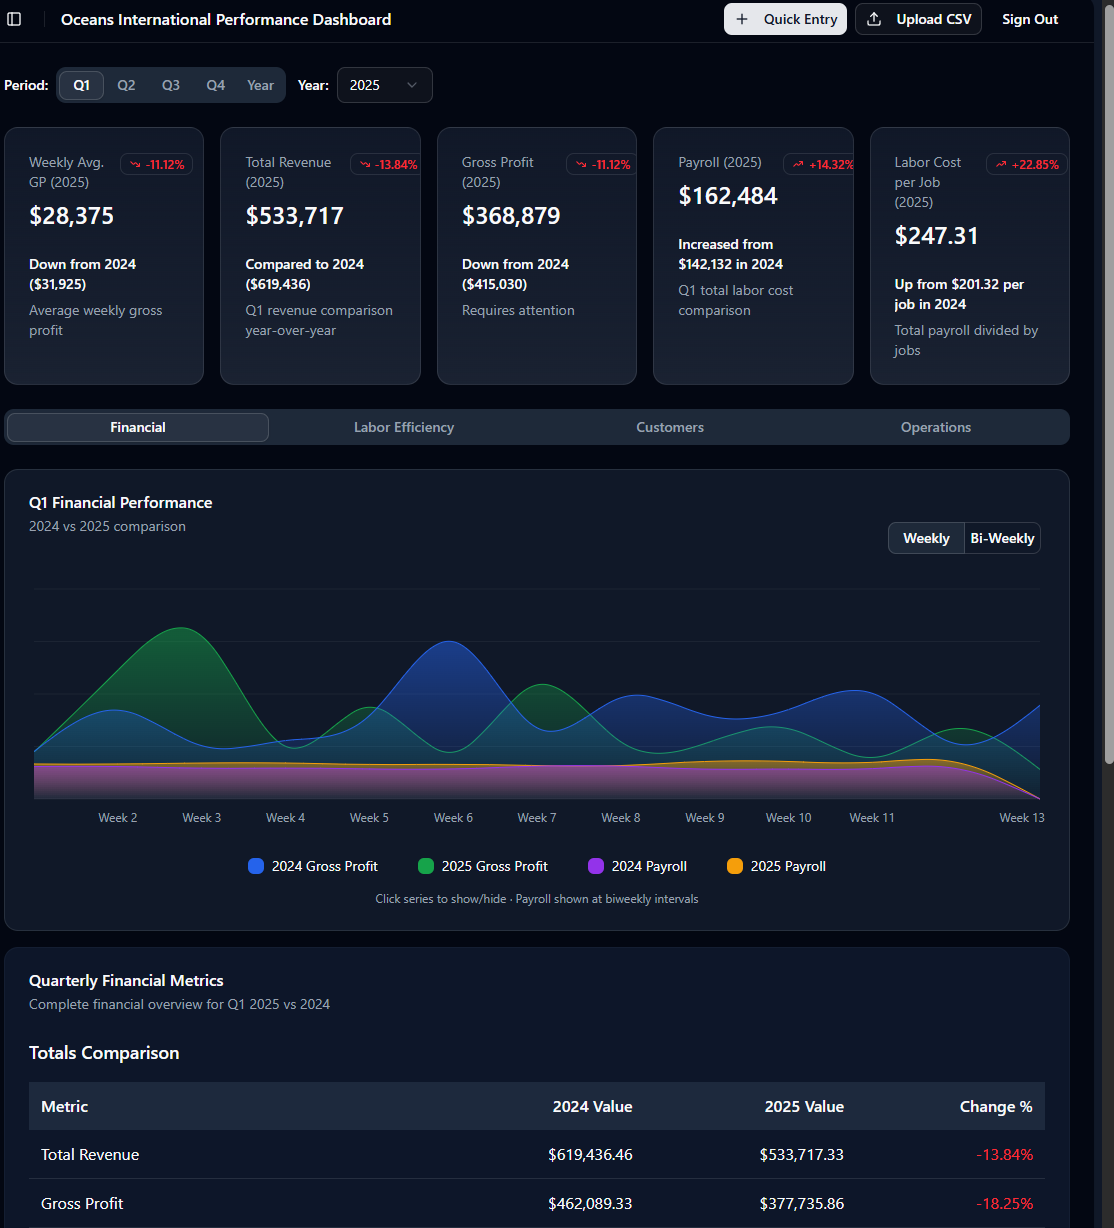 Oceans International Performance Dashboard
Quick Entry
Upload CSV
Sign Out
Period:
Q1
Q2
Q3
Q4
Year
Year:
2025
Weekly Avg.
GP (2025)
-11.12%
$28,375
Down from 2024
($31,925)
Average weekly gross
profit
Total Revenue
(2025)
-13.84%
$533,717
Compared to 2024
($619,436)
Q1 revenue comparison
year-over-year
Gross Profit
(2025)
-11.12%
$368,879
Down from 2024
($415,030)
Requires attention
Payroll (2025)
+14.32%
$162,484
Increased from
$142,132 in 2024
Q1 total labor cost
comparison
Labor Cost
per Job
(2025)
+22.85%
$247.31
Up from $201.32 per
job in 2024
Total payroll divided by
jobs
Financial
Labor Efficiency
Customers
Operations
Q1 Financial Performance
2024 vs 2025 comparison
Weekly
Bi-Weekly
Week 2
Week 3
Week 4
Week 5
Week 6
Week 7
Week 8
Week 9
Week 10
Week 11
Week 13
2024 Gross Profit
2025 Gross Profit
2024 Payroll
2025 Payroll
Click series to show/hide · Payroll shown at biweekly intervals
Quarterly Financial Metrics
Complete financial overview for Q1 2025 vs 2024
Totals Comparison
Metric 2024 Value 2025 Value Change %
Total Revenue $619,436.46 $533,717.33 -13.84%
Gross Profit $462,089.33 $377,735.86 -18.25%